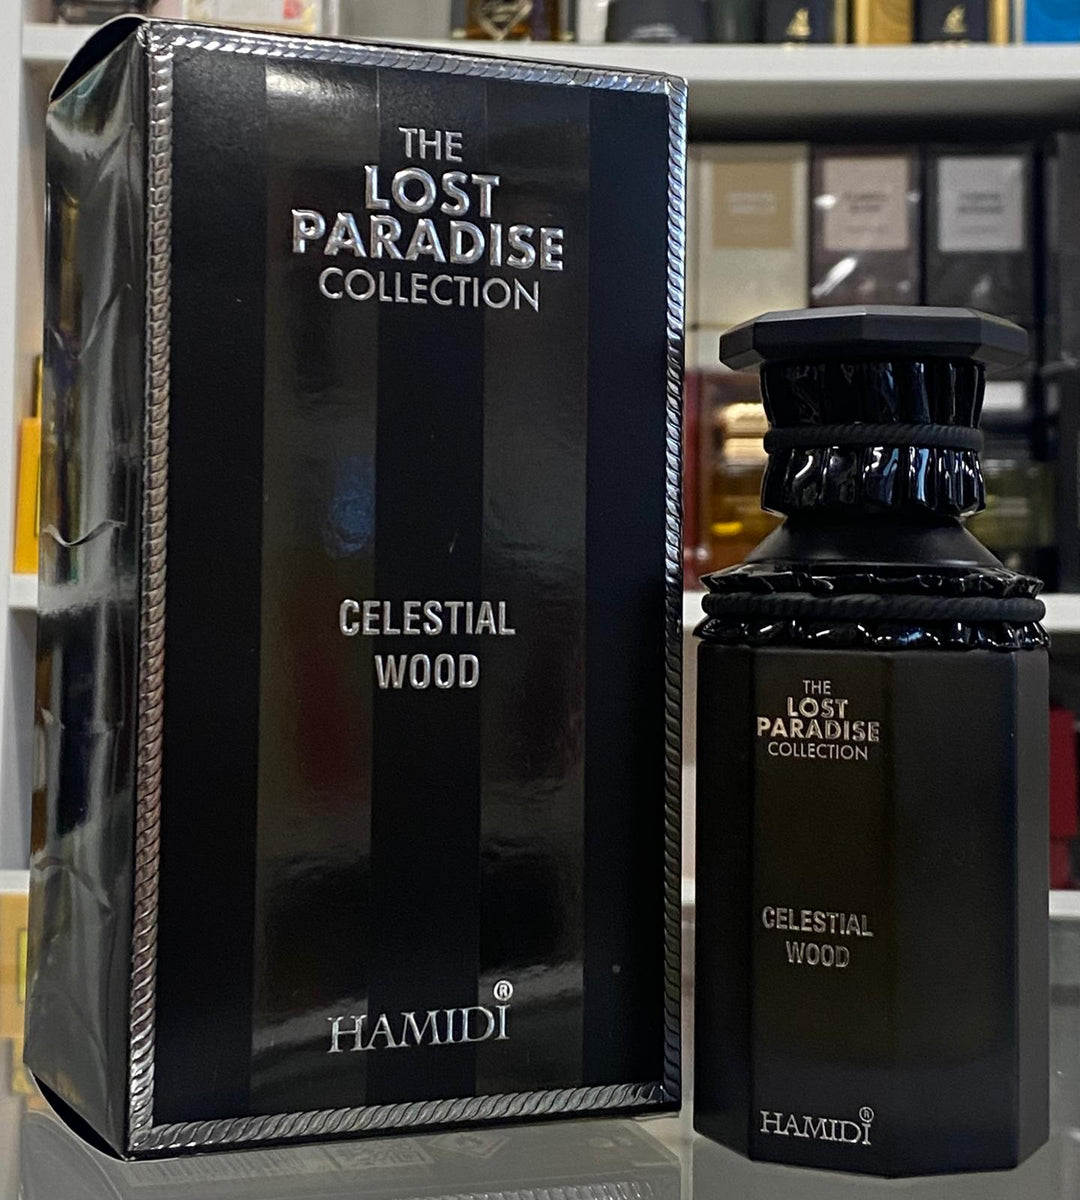 THE
LOST
PARADISE
COLLECTION
CELESTIAL
WOOD
HAMIDI®
THE
LOST
PARADISE
COLLECTION
CELESTIAL
WOOD
HAMIDI®